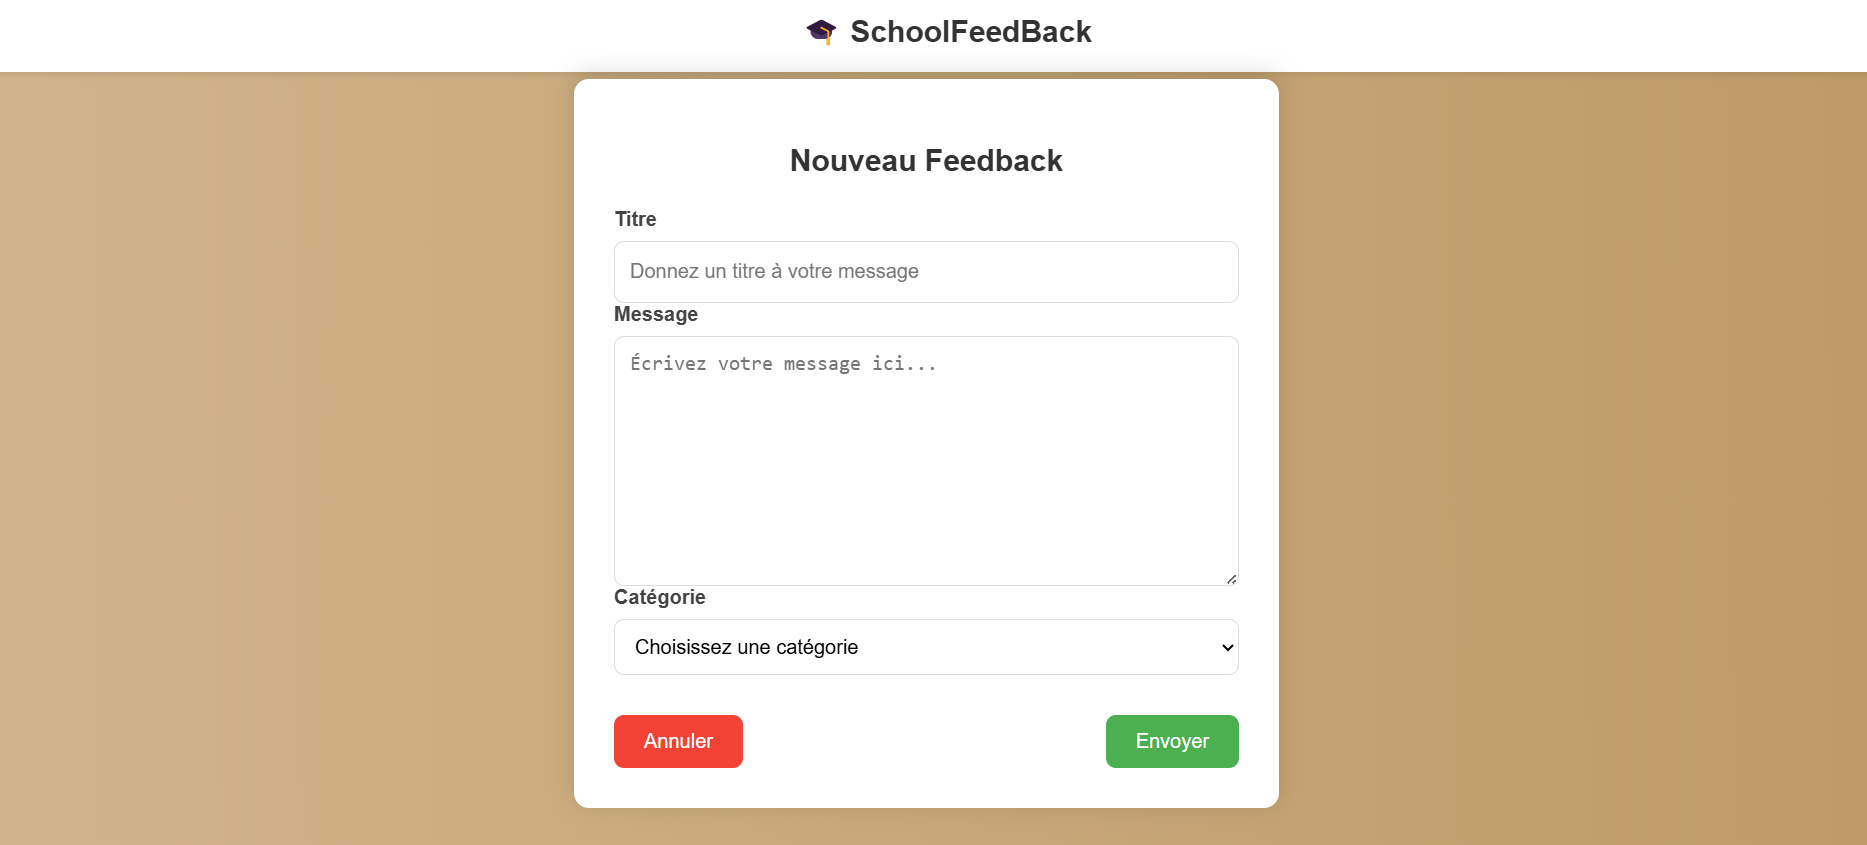 SchoolFeedBack
Nouveau Feedback
Titre
Donnez un titre à votre message
Message
Écrivez votre message ici...
Catégorie
Choisissez une catégorie
Annuler
Envoyer